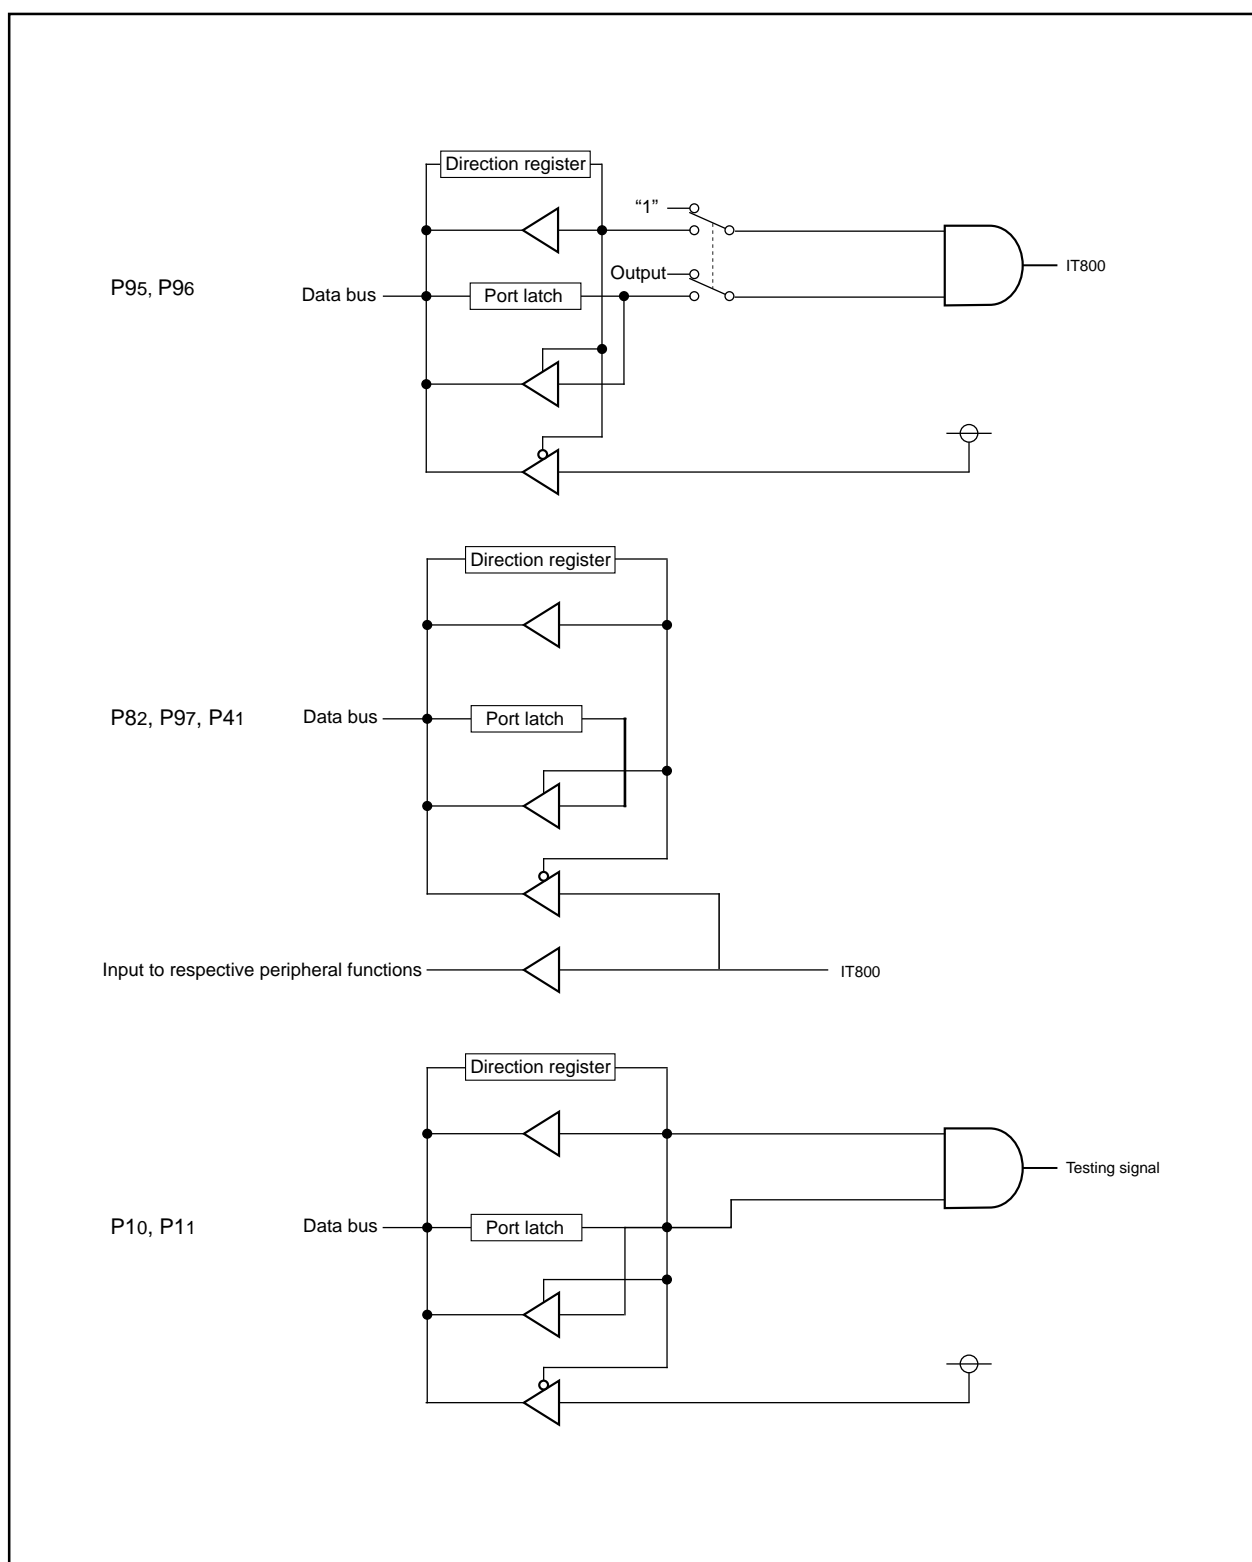 Direction register
“1”
P95, P96
Data bus
Port latch
Output
IT800
Direction register
P82, P97, P41
Data bus
Port latch
Input to respective peripheral functions
IT800
Direction register
Testing signal
P10, P11
Data bus
Port latch